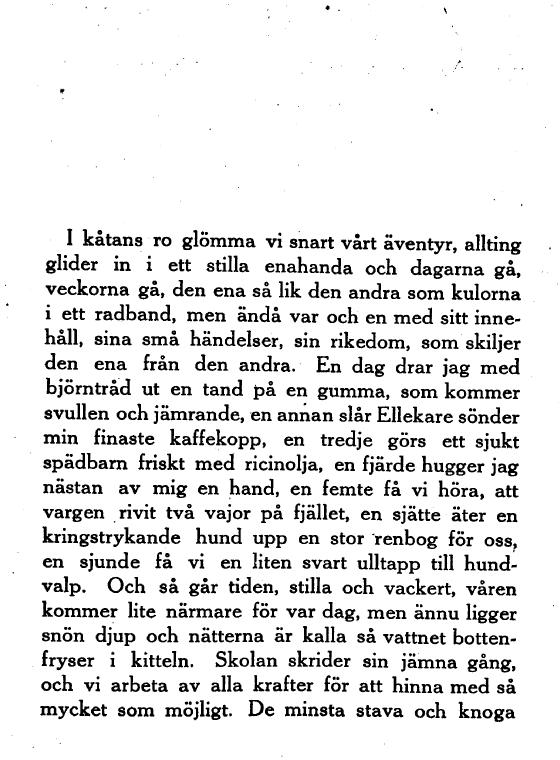 I kåtans ro glömma vi snart vårt äventyr, allting
glider in i ett stilla enahanda och dagarna gå,
veckorna gå, den ena så lik den andra som kulorna
i ett radband, men ändå var och en med sitt inne-
håll, sina små händelser, sin rikedom, som skiljer
den ena från den andra. En dag drar jag med
björntråd ut en tand på en gumma, som kommer
svullen och jämrande, en annan slår Ellekare sönder
min finaste kaffekopp, en tredje görs ett sjukt
spädbarn friskt med ricinolja, en fjärde hugger jag
nästan av mig en hand, en femte få vi höra, att
vargen rivit två vajor på fjället, en sjätte äter en
kringstrykande hund upp en stor renbog för oss,
en sjunde få vi en liten svart ulltapp till hund-
valp. Och så går tiden, stilla och vackert, våren
kommer lite närmare för var dag, men ännu ligger
snön djup och nätterna är kalla så vattnet botten-
fryser i kitteln. Skolan skrider sin jämna gång,
och vi arbeta av alla krafter för att hinna med så
mycket som möjligt. De minsta stava och knoga